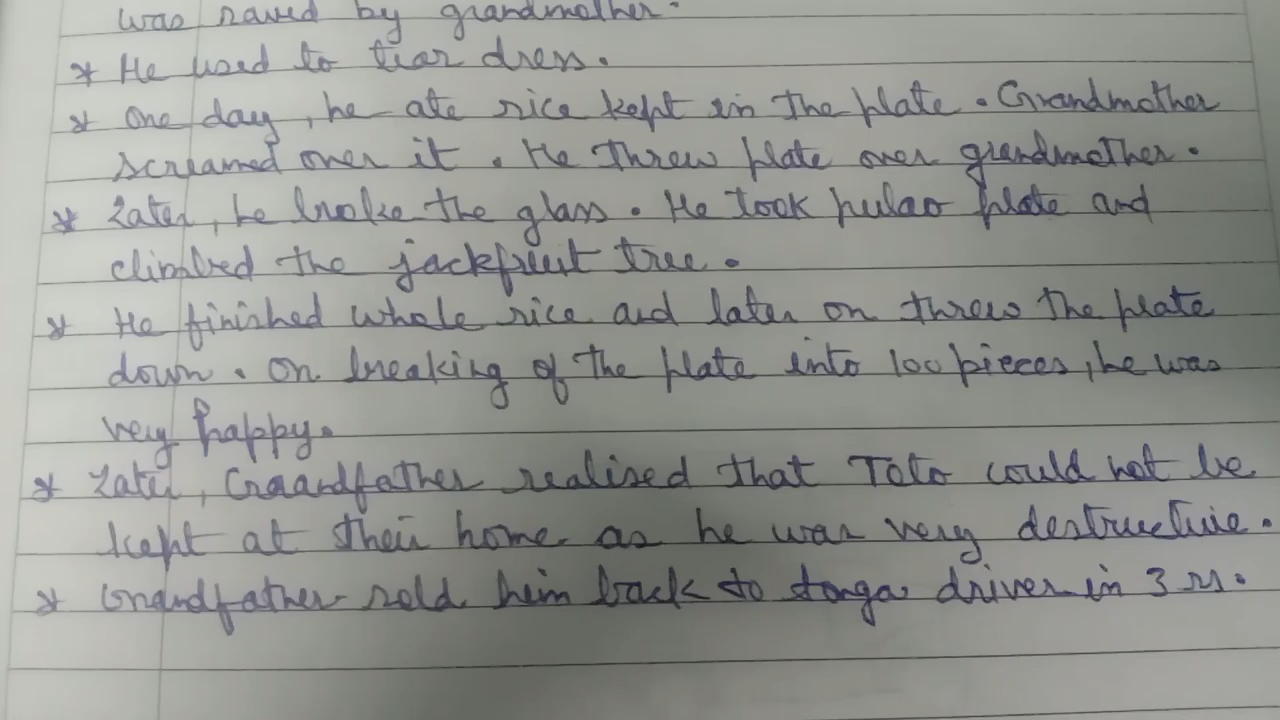 was saved by grandmother.
* He used to tear dress.
* One day, he ate rice kept in the plate. Grandmother
screamed over it. He threw plate over grandmother.
* Later, he broke the glass. He took pulao plate and
climbed the jackfruit tree.
* He finished whole rice and later on threw the plate
down. On breaking of the plate into 100 pieces, he was
very happy.
* Later, Graandfather realised that Toto could not be
kept at their home as he was very destructive.
* Grandfather sold him back to tonga driver in 3 rs.